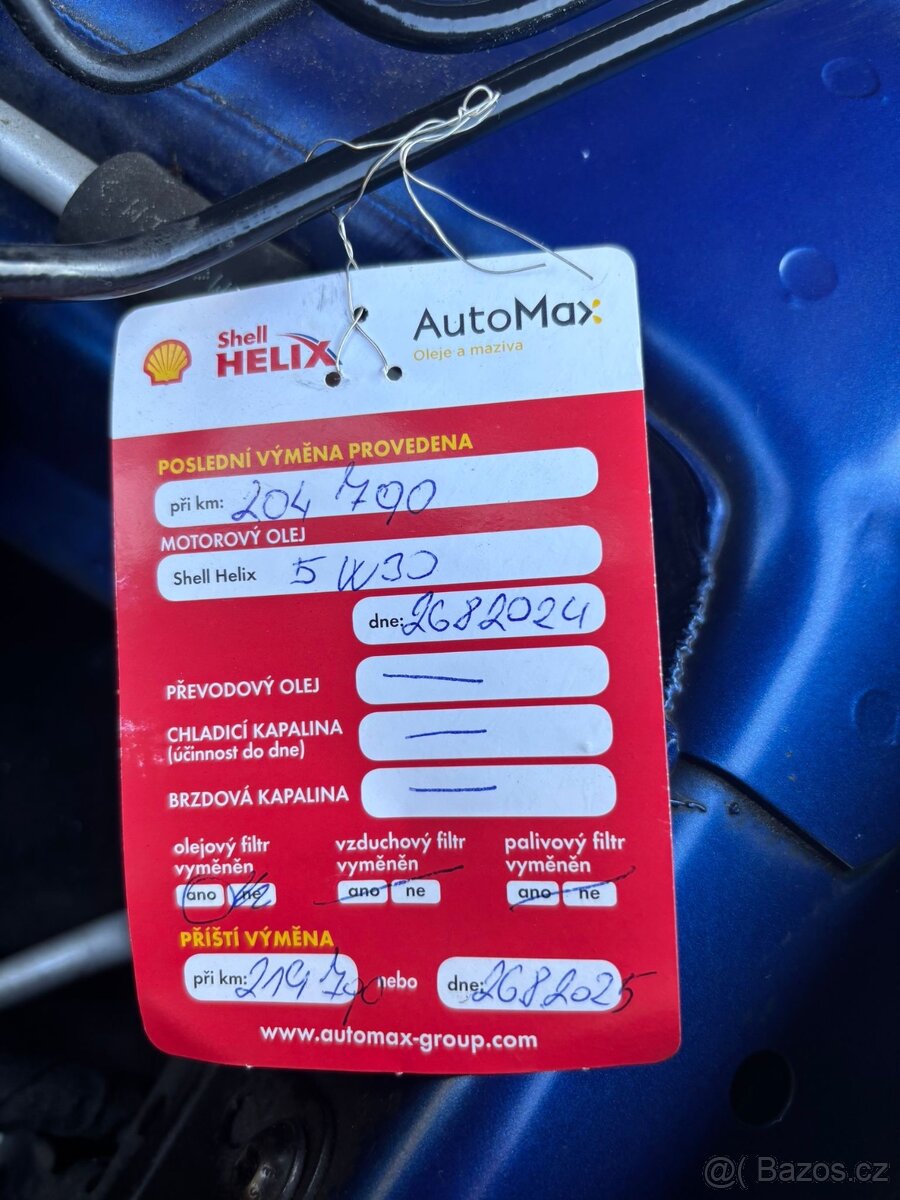 Shell
HELIX
AutoMax
Oleje a maziva
POSLEDNÍ VÝMĚNA PROVEDENA
při km: 204 790
MOTOROVÝ OLEJ
Shell Helix 5W30
dne: 26 8 2024
PŘEVODOVÝ OLEJ —
CHLADICÍ KAPALINA —
(účinnost do dne)
BRZDOVÁ KAPALINA —
olejový filtr vzduchový filtr palivový filtr
vyměněn vyměněn vyměněn
ano ne ano ne ano ne
PŘÍŠTÍ VÝMĚNA
při km: 219 790 nebo dne: 26 8 2025
www.automax-group.com
@( Bazos.cz